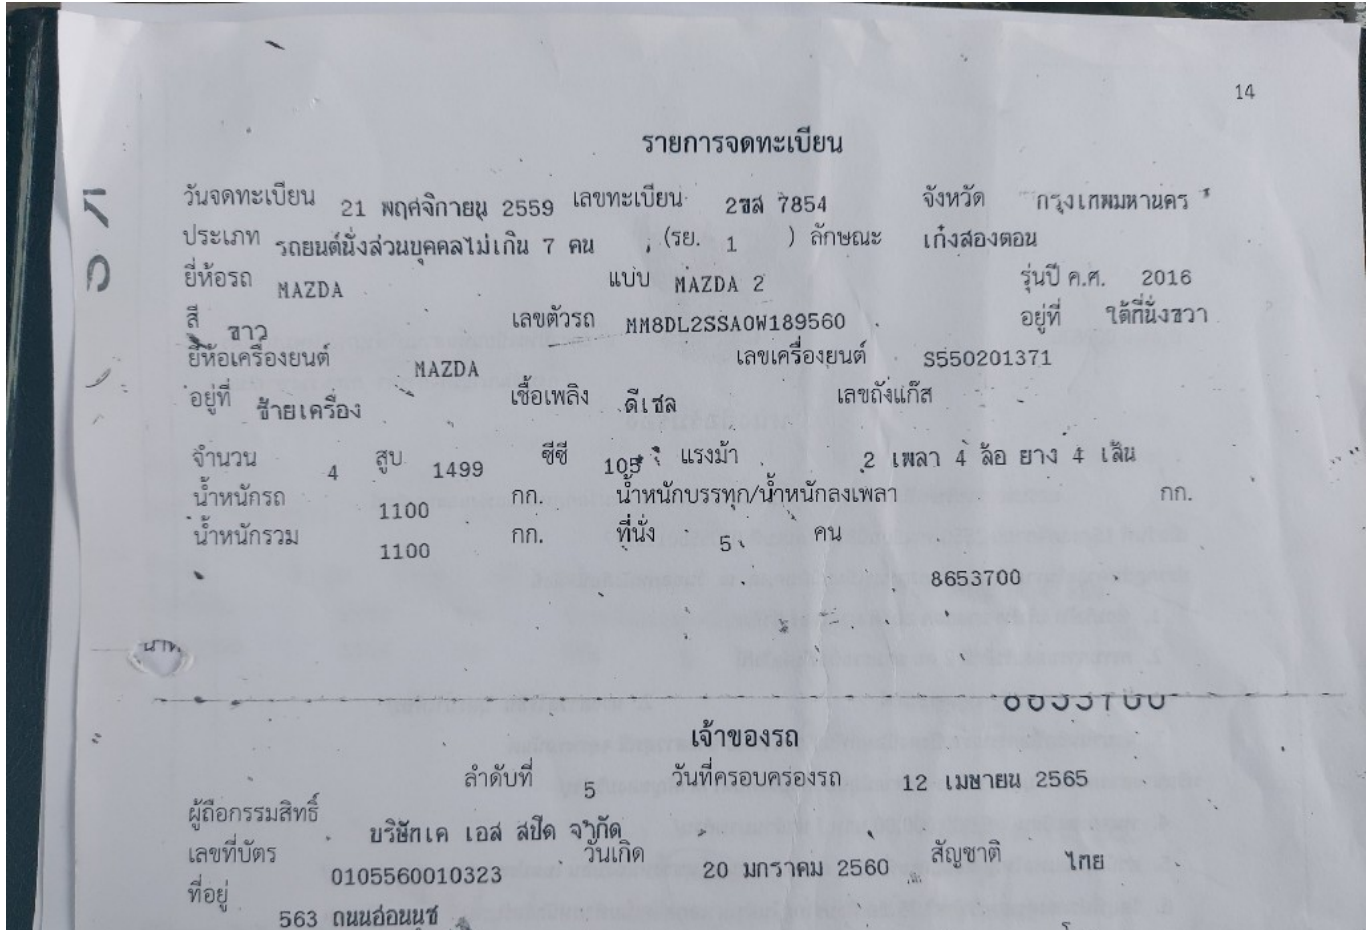 14
รายการจดทะเบียน
วันจดทะเบียน 21 พฤศจิกายน 2559 เลขทะเบียน 2ขส 7854 จังหวัด กรุงเทพมหานคร
ประเภท รถยนต์นั่งส่วนบุคคลไม่เกิน 7 คน (รย. 1 ) ลักษณะ เก๋งสองตอน
ยี่ห้อรถ MAZDA แบบ MAZDA 2 รุ่นปี ค.ศ. 2016
สี ขาว เลขตัวรถ MM8DL2SSA0W189560 อยู่ที่ ใต้ที่นั่งขวา
ยี่ห้อเครื่องยนต์ MAZDA เลขเครื่องยนต์ S550201371
อยู่ที่ ซ้ายเครื่อง เชื้อเพลิง ดีเซล เลขถังแก๊ส
จำนวน 4 สูบ 1499 ซีซี 105 แรงม้า 2 เพลา 4 ล้อ ยาง 4 เส้น
น้ำหนักรถ 1100 กก. น้ำหนักบรรทุก/น้ำหนักลงเพลา กก.
น้ำหนักรวม 1100 กก. ที่นั่ง 5 คน
8653700
8653700
เจ้าของรถ
ลำดับที่ 5 วันที่ครอบครองรถ 12 เมษายน 2565
ผู้ถือกรรมสิทธิ์ บริษัทเค เอส สปีด จำกัด
เลขที่บัตร 0105560010323 วันเกิด 20 มกราคม 2560 สัญชาติ ไทย
ที่อยู่ 563 ถนนอ่อนนุช